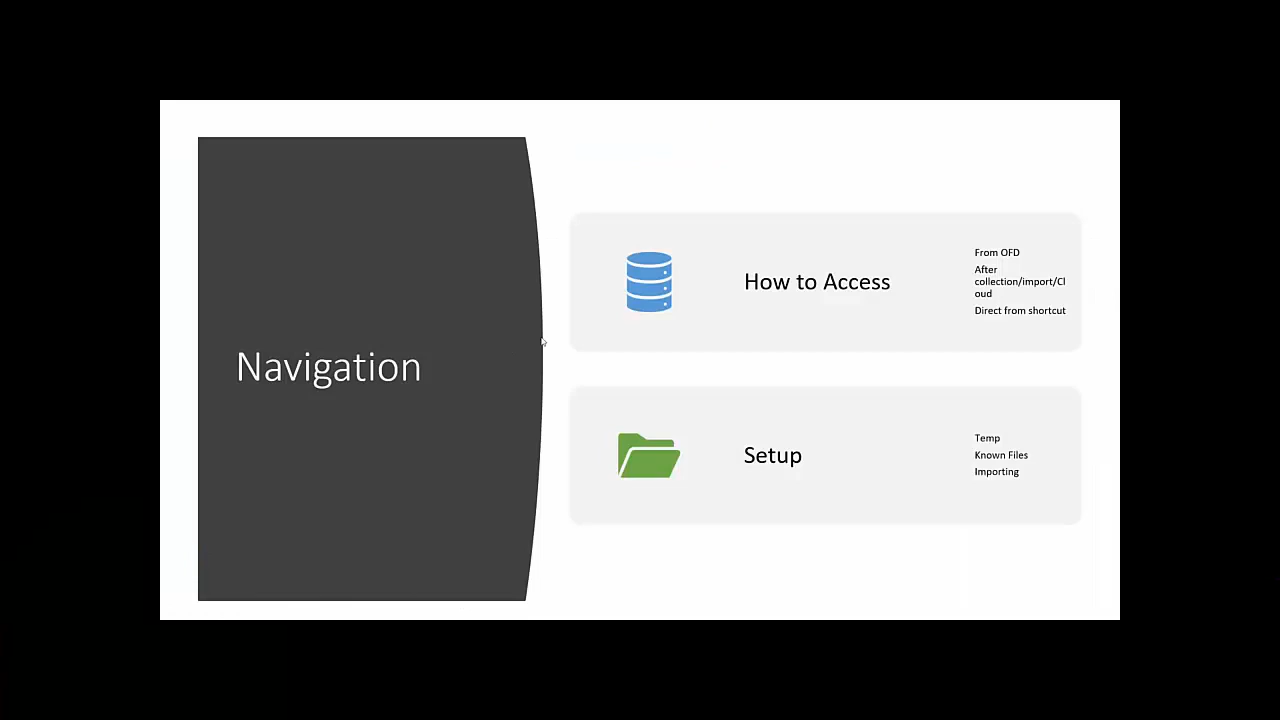 Navigation
How to Access
From OFD
After
collection/import/Cl
oud
Direct from shortcut
Setup
Temp
Known Files
Importing